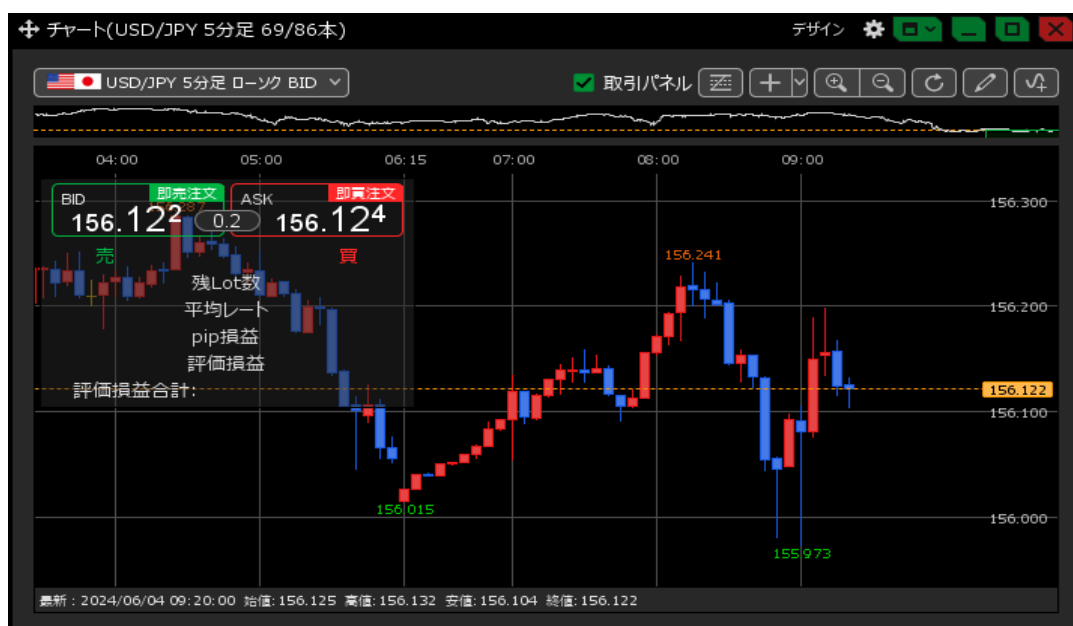 チャート(USD/JPY 5分足 69/86本)
デザイン
USD/JPY 5分足 ローソク BID
取引パネル
04:00 05:00 06:15 07:00 08:00 09:00
BID 即売注文 ASK 即買注文
156.122 0.2 156.124
売 買
残Lot数
平均レート
pip損益
評価損益
評価損益合計:
156.241
156.015
155.973
156.300
156.200
156.122
156.100
156.000
最新 : 2024/06/04 09:20:00 始値:156.125 高値:156.132 安値:156.104 終値:156.122